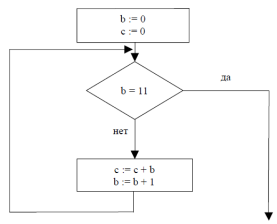 b := 0
c := 0
b = 11
да
нет
c := c + b
b := b + 1